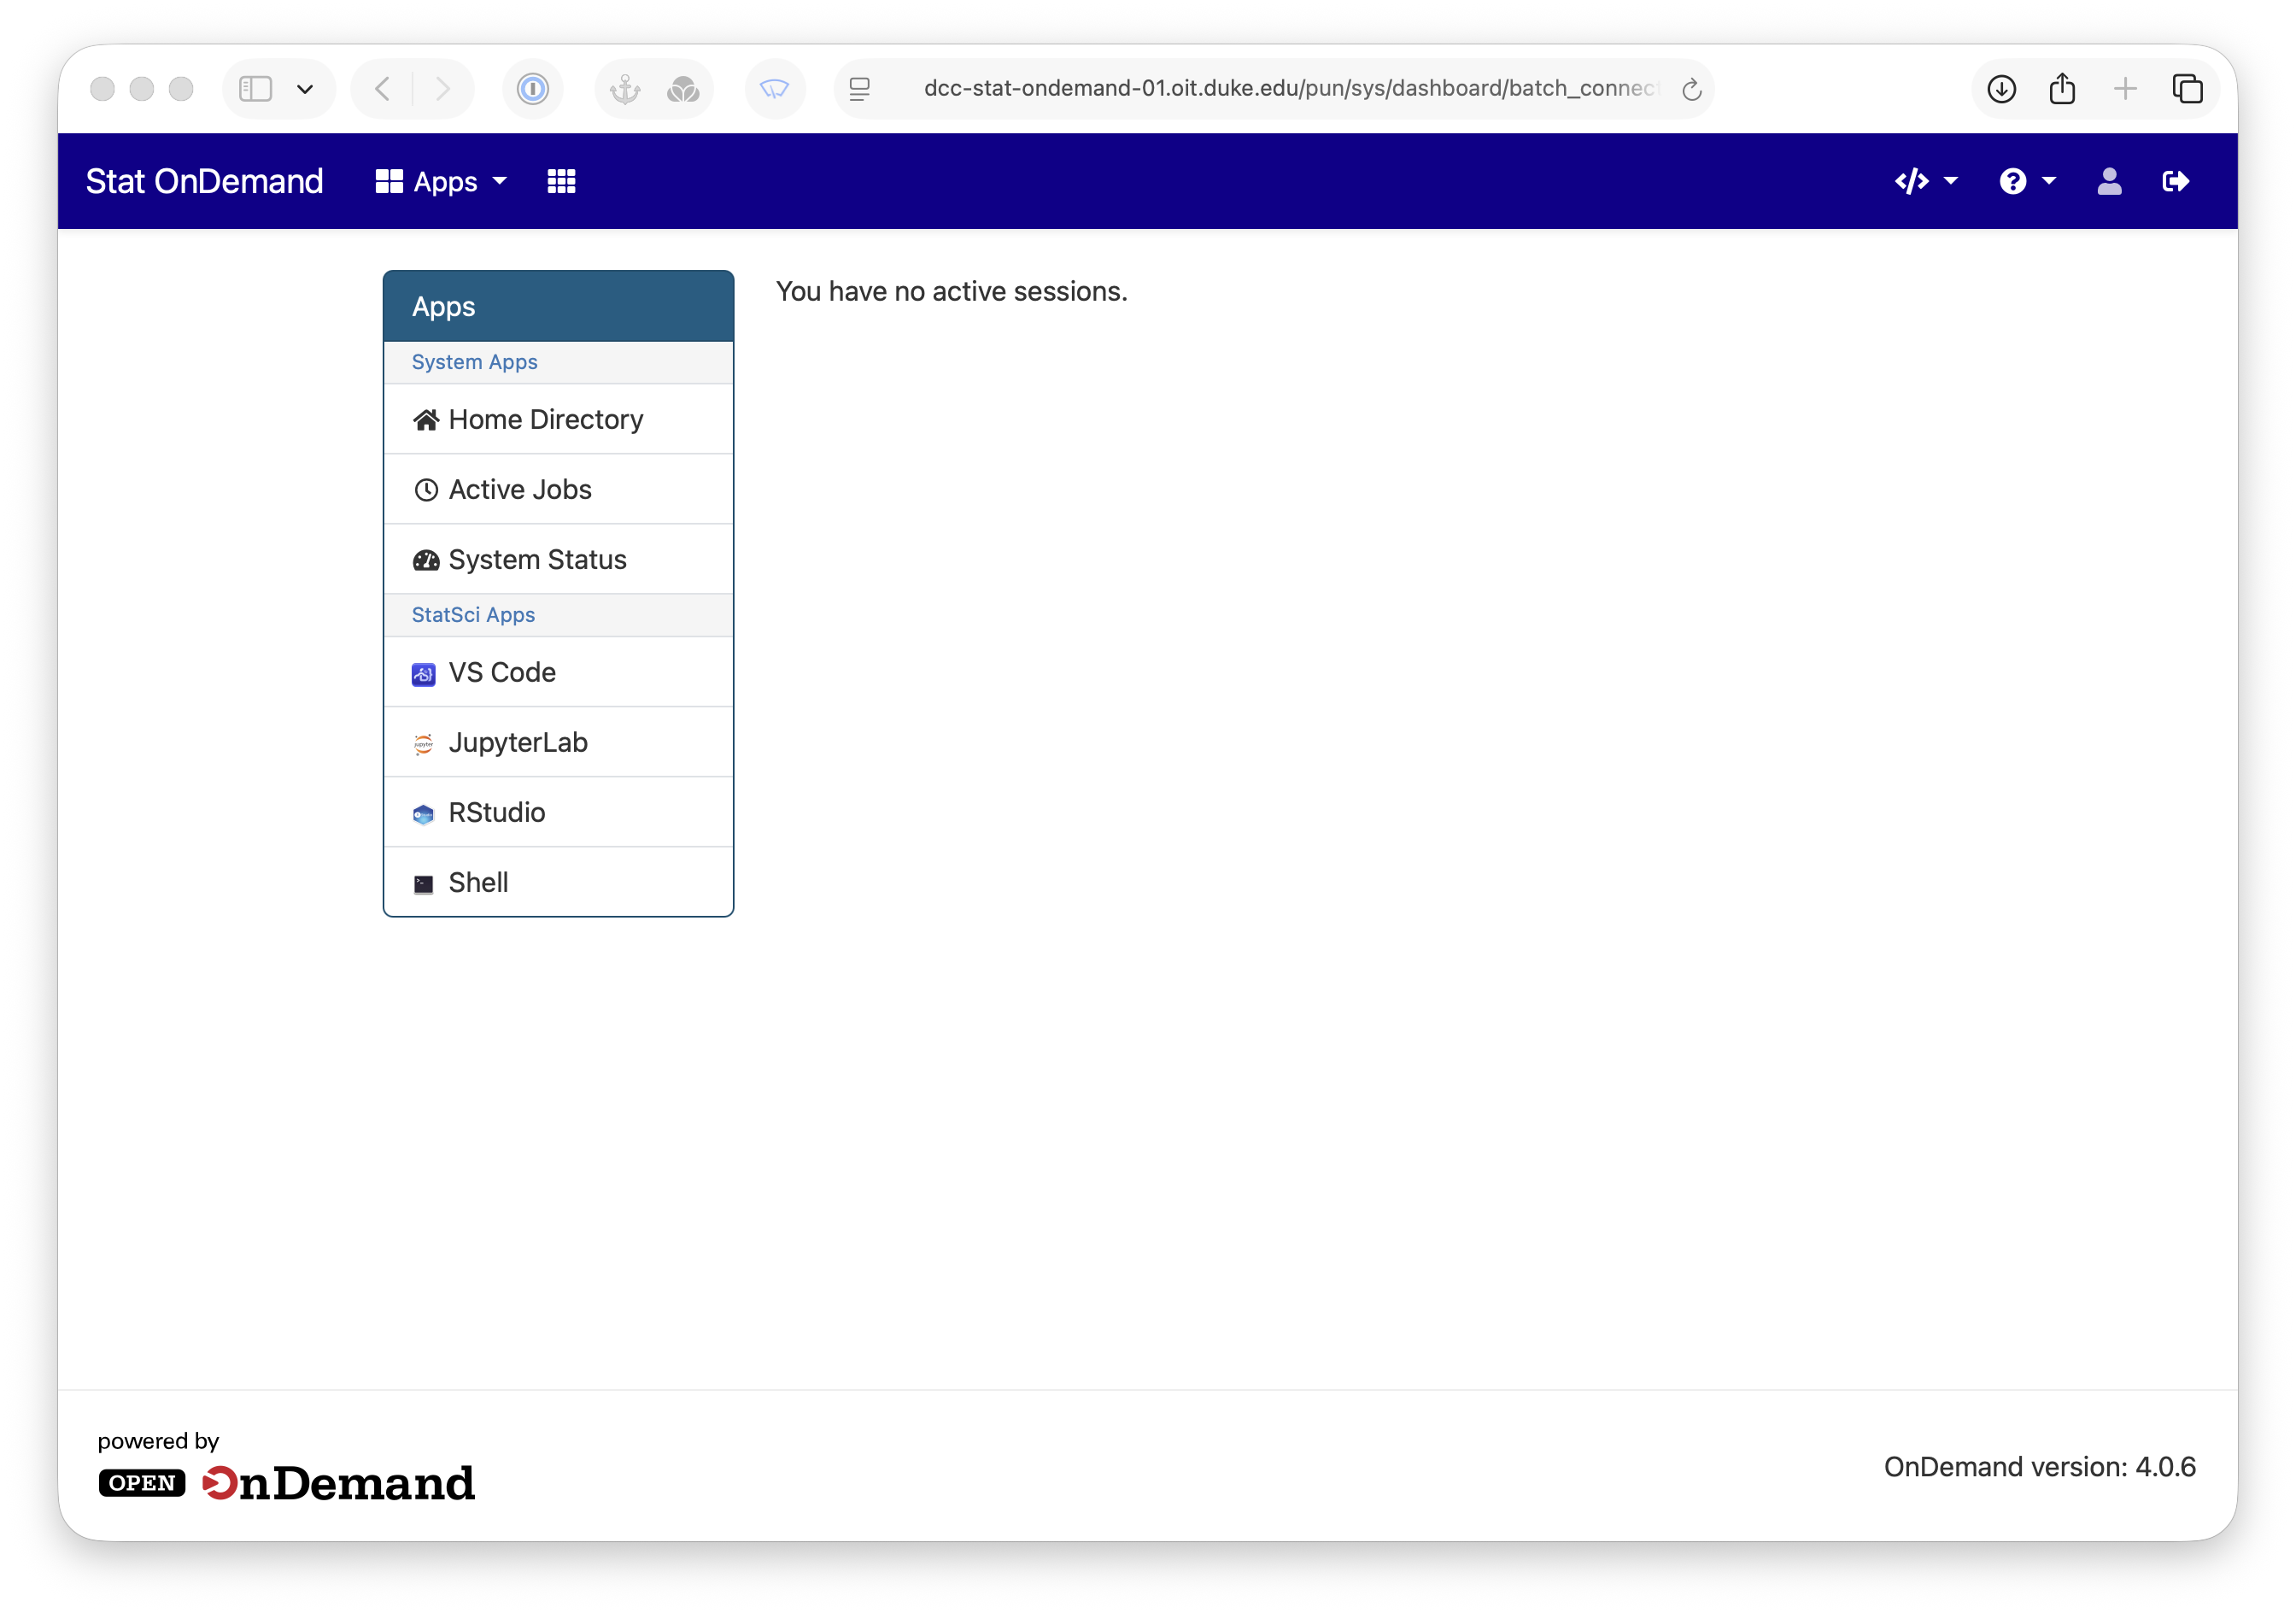 dcc-stat-ondemand-01.oit.duke.edu/pun/sys/dashboard/batch_connect
Stat OnDemand Apps
Apps
You have no active sessions.
System Apps
Home Directory
Active Jobs
System Status
StatSci Apps
VS Code
JupyterLab
RStudio
Shell
powered by
OPEN OnDemand
OnDemand version: 4.0.6